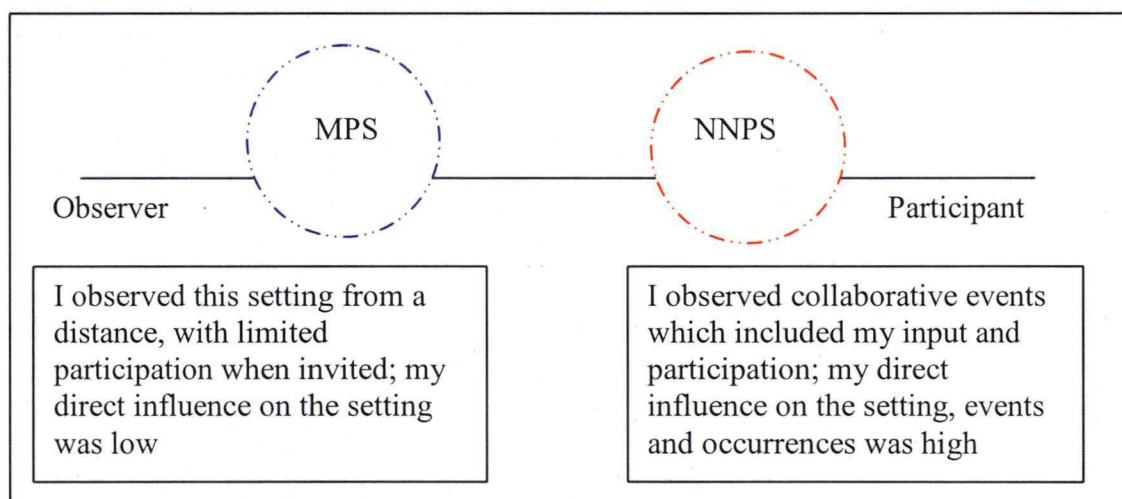 MPS
NNPS
Observer
Participant
I observed this setting from a
distance, with limited
participation when invited; my
direct influence on the setting
was low
I observed collaborative events
which included my input and
participation; my direct
influence on the setting, events
and occurrences was high